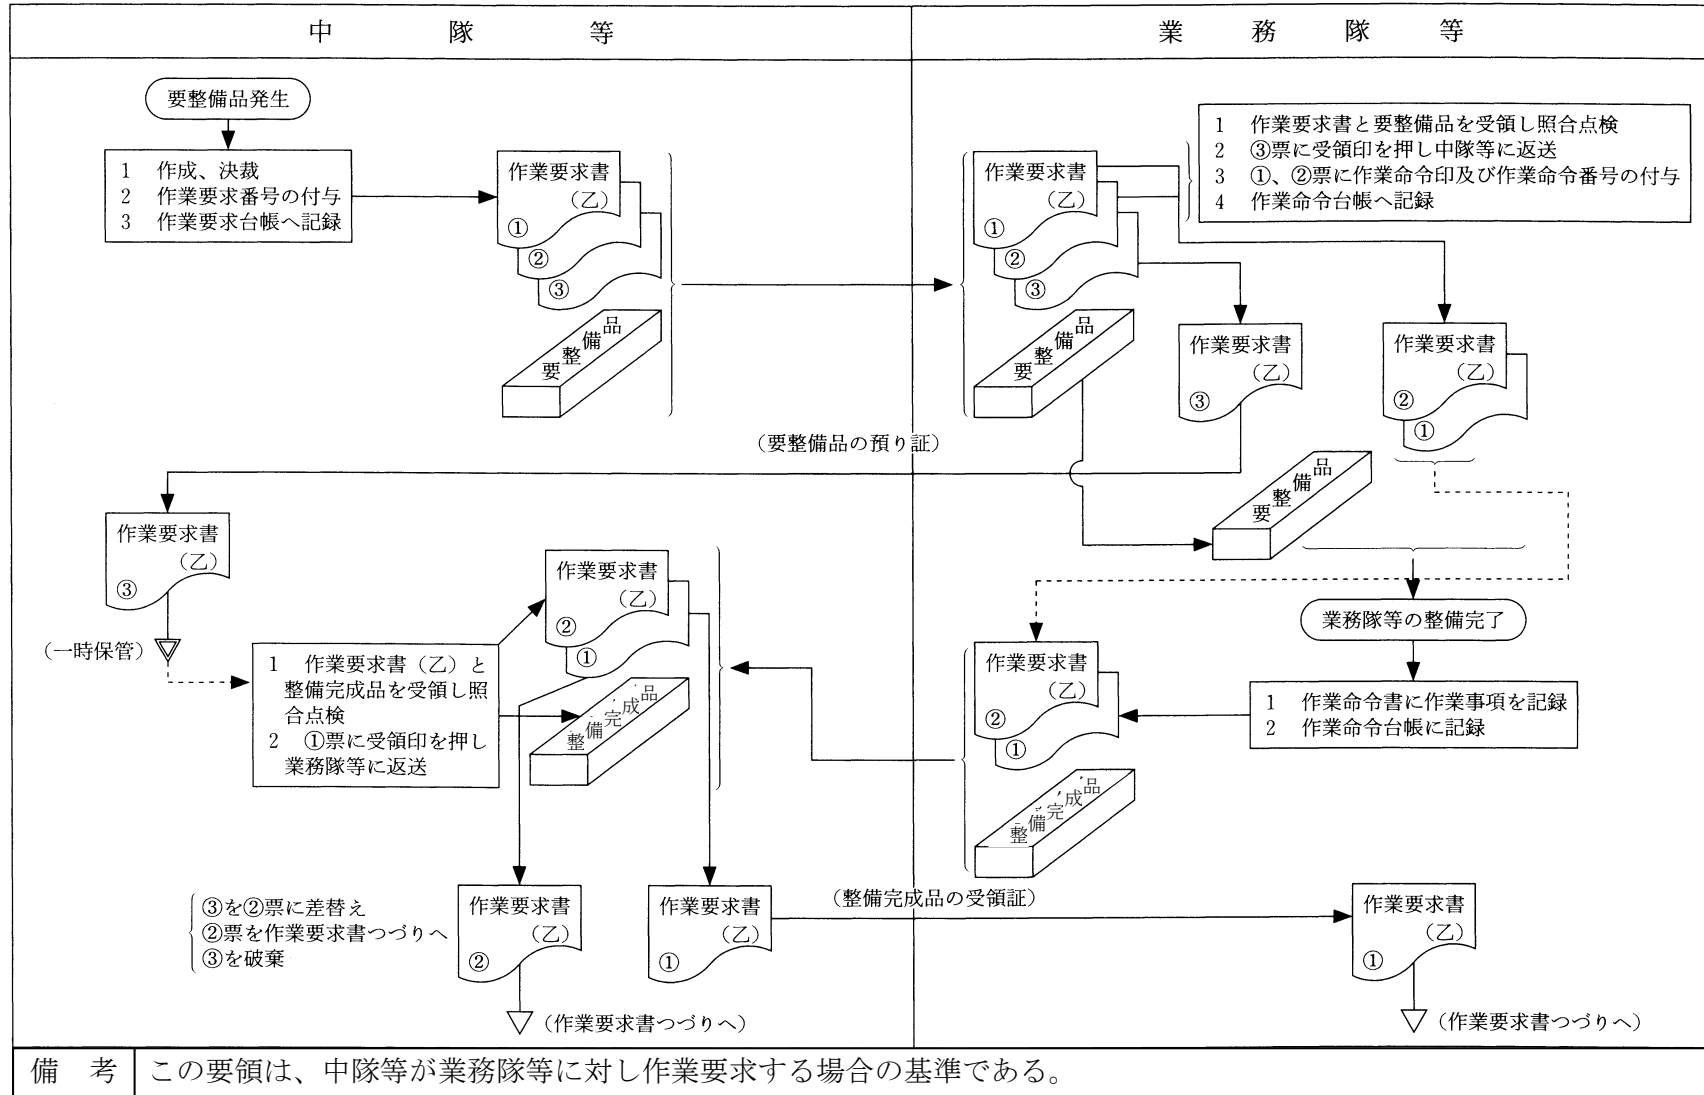 中隊等
業務隊等
要整備品発生
1 作成、決裁
2 作業要求番号の付与
3 作業要求台帳へ記録
作業要求書
（乙）
①
②
③
要整備品
作業要求書
（乙）
①
②
③
要整備品
1 作業要求書と要整備品を受領し照合点検
2 ③票に受領印を押し中隊等に返送
3 ①、②票に作業命令印及び作業命令番号の付与
4 作業命令台帳へ記録
作業要求書
（乙）
③
作業要求書
（乙）
②
①
（要整備品の預り証）
要整備品
作業要求書
（乙）
③
（一時保管）
1 作業要求書（乙）と
整備完成品を受領し照
合点検
2 ①票に受領印を押し
業務隊等に返送
作業要求書
（乙）
②
①
整備完成品
業務隊等の整備完了
1 作業命令書に作業事項を記録
2 作業命令台帳に記録
作業要求書
（乙）
②
①
整備完成品
③を②票に差替え
②票を作業要求書つづりへ
③を破棄
作業要求書
（乙）
②
（作業要求書つづりへ）
作業要求書
（乙）
①
（整備完成品の受領証）
作業要求書
（乙）
①
（作業要求書つづりへ）
備考
この要領は、中隊等が業務隊等に対し作業要求する場合の基準である。